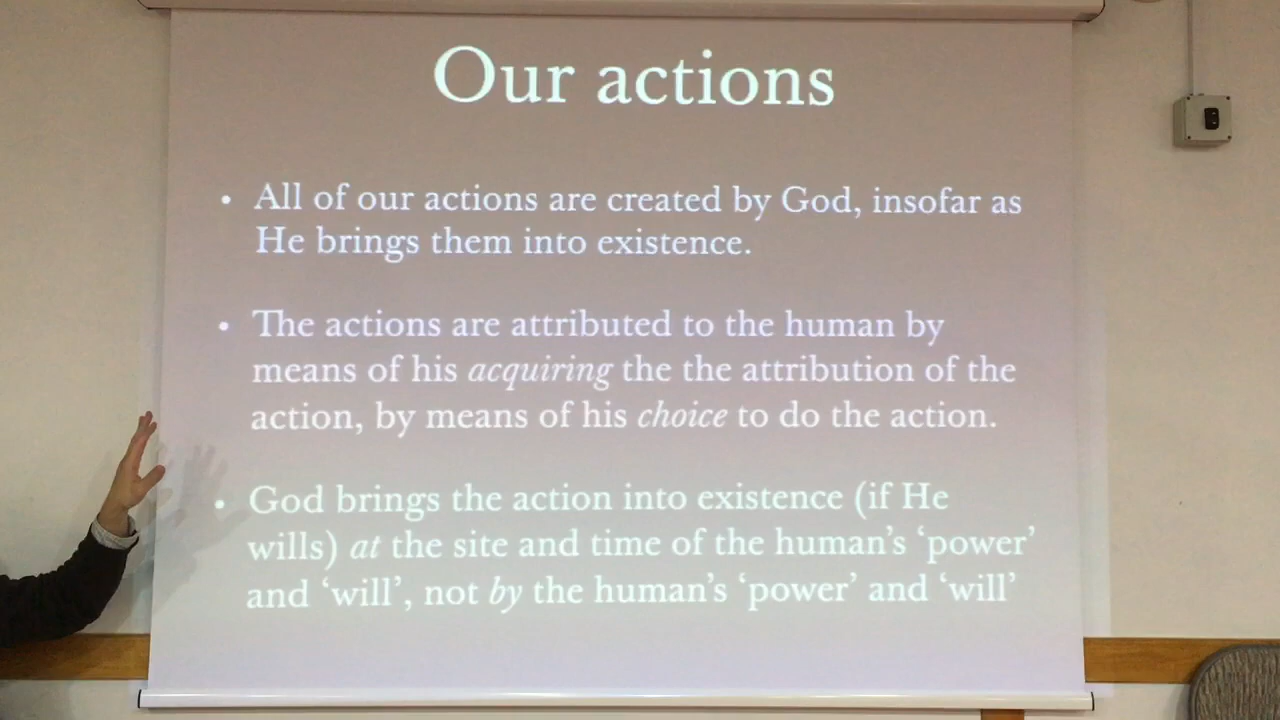 Our actions
• All of our actions are created by God, insofar as
He brings them into existence.
• The actions are attributed to the human by
means of his acquiring the the attribution of the
action, by means of his choice to do the action.
• God brings the action into existence (if He
wills) at the site and time of the human’s ‘power’
and ‘will’, not by the human’s ‘power’ and ‘will’